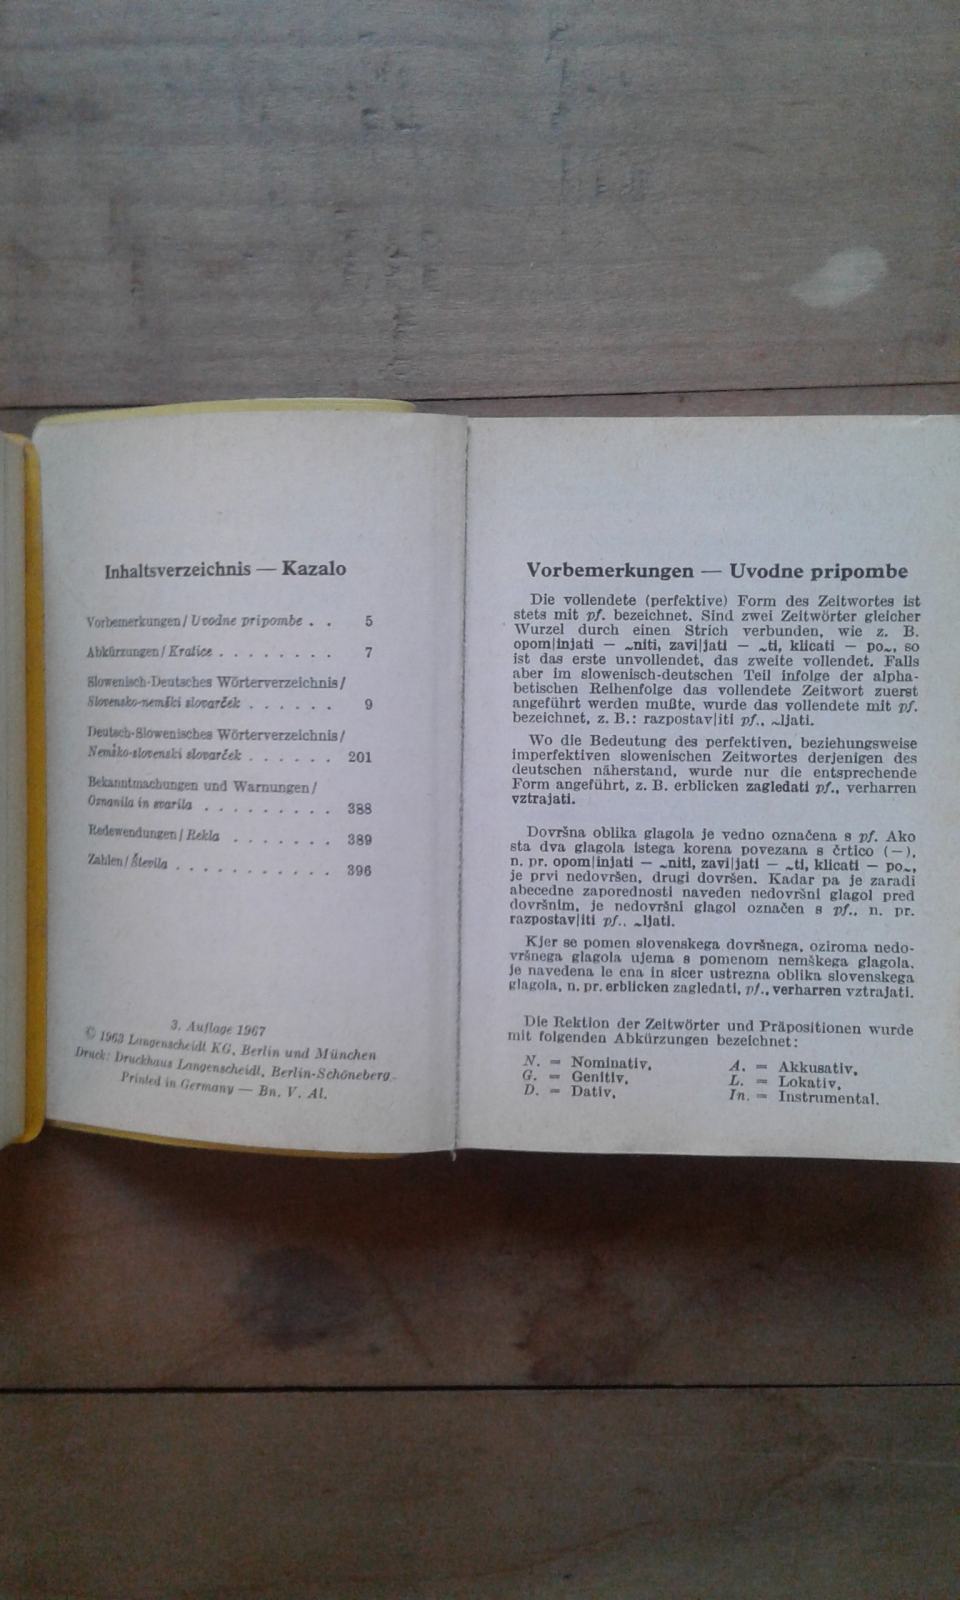 Inhaltsverzeichnis — Kazalo
Vorbemerkungen / Uvodne pripombe . . 5
Abkürzungen / Kratice . . . . . . . . 7
Slowenisch-Deutsches Wörterverzeichnis /
Slovensko-nemški slovarček . . . . . . 9
Deutsch-Slowenisches Wörterverzeichnis /
Nemško-slovenski slovarček . . . . . . 201
Bekanntmachungen und Warnungen /
Oznanila in svarila . . . . . . . . . 388
Redewendungen / Rekla . . . . . . . 389
Zahlen / Števila . . . . . . . . . . . . 396
3. Auflage 1967
© 1963 Langenscheidt KG, Berlin und München
Druck: Druckhaus Langenscheidt, Berlin-Schöneberg
Printed in Germany — Bn. V. Al.
Vorbemerkungen — Uvodne pripombe
Die vollendete (perfektive) Form des Zeitwortes ist
stets mit pf. bezeichnet. Sind zwei Zeitwörter gleicher
Wurzel durch einen Strich verbunden, wie z. B.
opom|injati — ~niti, zavi|jati — ~ti, klicati — po~, so
ist das erste unvollendet, das zweite vollendet. Falls
aber im slowenisch-deutschen Teil infolge der alpha-
betischen Reihenfolge das vollendete Zeitwort zuerst
angeführt werden mußte, wurde das vollendete mit pf.
bezeichnet, z. B.: razpostav|iti pf., ~ljati.
Wo die Bedeutung des perfektiven, beziehungsweise
imperfektiven slowenischen Zeitwortes derjenigen des
deutschen näherstand, wurde nur die entsprechende
Form angeführt, z. B. erblicken zagledati pf., verharren
vztrajati.
Dovršna oblika glagola je vedno označena s pf. Ako
sta dva glagola istega korena povezana s črtico (—),
n. pr. opom|injati — ~niti, zavi|jati — ~ti, klicati — po~,
je prvi nedovršen, drugi dovršen. Kadar pa je zaradi
abecedne zaporednosti naveden nedovršni glagol pred
dovršnim, je nedovršni glagol označen s pf., n. pr.
razpostav|iti pf., ~ljati.
Kjer se pomen slovenskega dovršnega, oziroma nedo-
vršnega glagola ujema s pomenom nemškega glagola,
je navedena le ena in sicer ustrezna oblika slovenskega
glagola, n. pr. erblicken zagledati, pf., verharren vztrajati.
Die Rektion der Zeitwörter und Präpositionen wurde
mit folgenden Abkürzungen bezeichnet:
N. = Nominativ, A. = Akkusativ,
G. = Genitiv, L. = Lokativ,
D. = Dativ, In. = Instrumental.